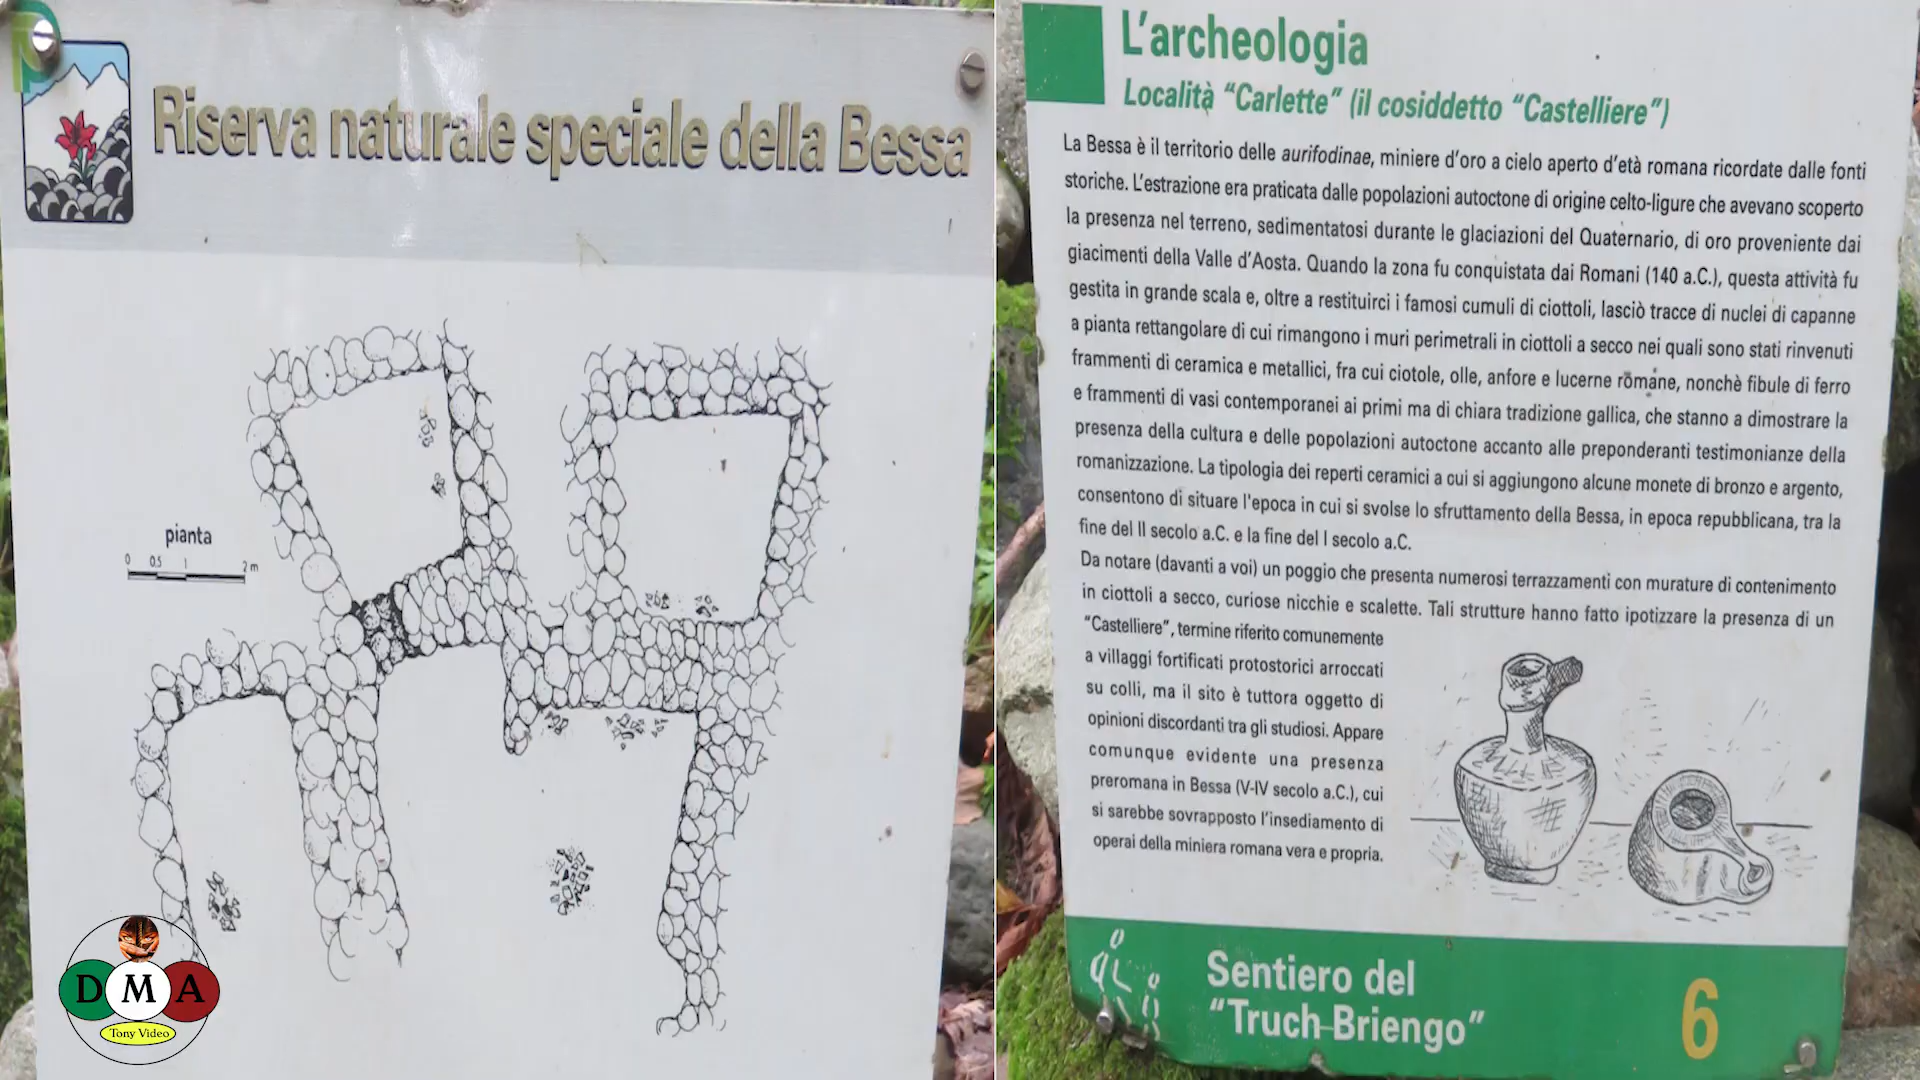 Riserva naturale speciale della Bessa
pianta
0 0,5 1 2 m
D M A
Tony Video
L'archeologia
Località "Carlette" (il cosiddetto "Castelliere")
La Bessa è il territorio delle aurifodinae, miniere d'oro a cielo aperto d'età romana ricordate dalle fonti
storiche. L'estrazione era praticata dalle popolazioni autoctone di origine celto-ligure che avevano scoperto
la presenza nel terreno, sedimentatosi durante le glaciazioni del Quaternario, di oro proveniente dai
giacimenti della Valle d'Aosta. Quando la zona fu conquistata dai Romani (140 a.C.), questa attività fu
gestita in grande scala e, oltre a restituirci i famosi cumuli di ciottoli, lasciò tracce di nuclei di capanne
a pianta rettangolare di cui rimangono i muri perimetrali in ciottoli a secco nei quali sono stati rinvenuti
frammenti di ceramica e metallici, fra cui ciotole, olle, anfore e lucerne romane, nonchè fibule di ferro
e frammenti di vasi contemporanei ai primi ma di chiara tradizione gallica, che stanno a dimostrare la
presenza della cultura e delle popolazioni autoctone accanto alle preponderanti testimonianze della
romanizzazione. La tipologia dei reperti ceramici a cui si aggiungono alcune monete di bronzo e argento,
consentono di situare l'epoca in cui si svolse lo sfruttamento della Bessa, in epoca repubblicana, tra la
fine del II secolo a.C. e la fine del I secolo a.C.
Da notare (davanti a voi) un poggio che presenta numerosi terrazzamenti con murature di contenimento
in ciottoli a secco, curiose nicchie e scalette. Tali strutture hanno fatto ipotizzare la presenza di un
"Castelliere", termine riferito comunemente
a villaggi fortificati protostorici arroccati
su colli, ma il sito è tuttora oggetto di
opinioni discordanti tra gli studiosi. Appare
comunque evidente una presenza
preromana in Bessa (V-IV secolo a.C.), cui
si sarebbe sovrapposto l'insediamento di
operai della miniera romana vera e propria.
Sentiero del
"Truch Briengo"
6